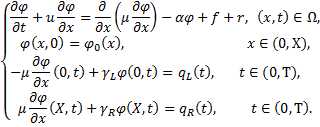 ∂φ/∂t + u ∂φ/∂x = ∂/∂x (μ ∂φ/∂x) − αφ + f + r, (x,t) ∈ Ω,
φ(x,0) = φ₀(x), x ∈ (0,X),
−μ ∂φ/∂x (0,t) + γ_L φ(0,t) = q_L(t), t ∈ (0,T),
μ ∂φ/∂x (X,t) + γ_R φ(X,t) = q_R(t), t ∈ (0,T).